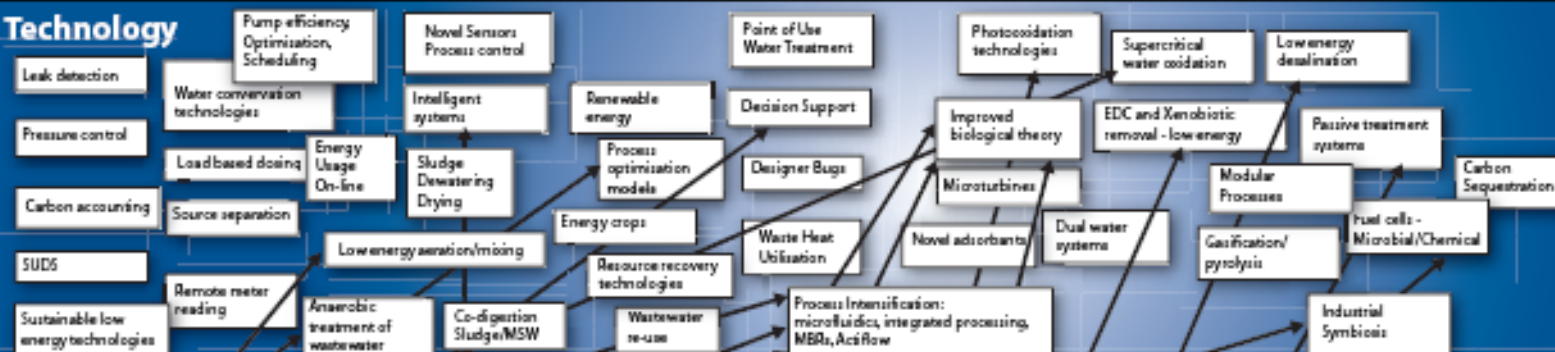 Technology
Leak detection
Pressure control
Carbon accounting
SUDS
Sustainable low
energy technologies
Pump efficiency,
Optimisation,
Scheduling
Water convervation
technologies
Load based dosing
Source separation
Remote meter
reading
Energy
Usage
On-line
Low energy aeration/mixing
Anaerobic
treatment of
wastewater
Novel Sensors
Process control
Intelligent
systems
Sludge
Dewatering
Drying
Co-digestion
Sludge/MSW
Renewable
energy
Process
optimisation
models
Energy crops
Resource recovery
technologies
Wastewater
re-use
Point of Use
Water Treatment
Decision Support
Designer Bugs
Waste Heat
Utilisation
Process Intensification:
microfluidics, integrated processing,
MBRs, Actiflow
Photooxidation
technologies
Improved
biological theory
Microturbines
Novel adsorbants
Dual water
systems
Supercritical
water oxidation
EDC and Xenobiotic
removal - low energy
Low energy
desalination
Passive treatment
systems
Modular
Processes
Gasification/
pyrolysis
Fuel cells -
Microbial/Chemical
Carbon
Sequestration
Industrial
Symbiosis